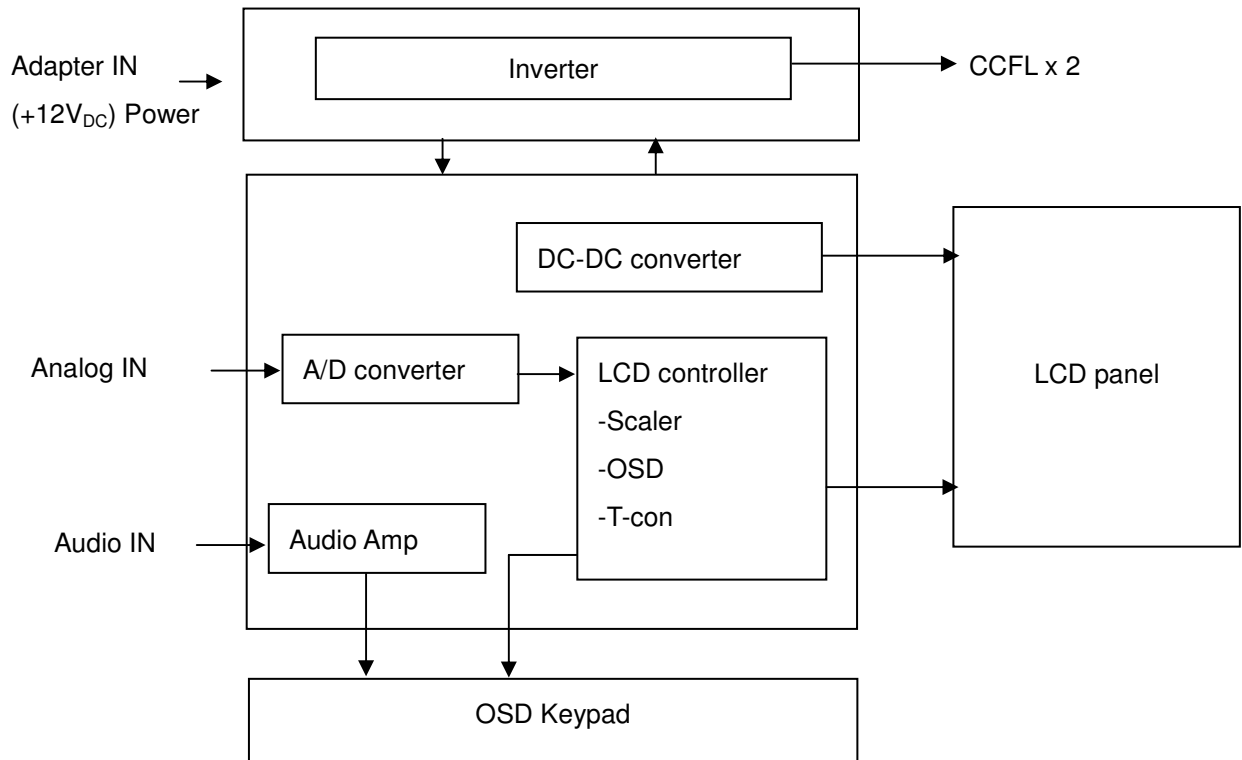 Adapter IN
(+12VDC) Power
Inverter
CCFL x 2
DC-DC converter
Analog IN
A/D converter
LCD controller
-Scaler
-OSD
-T-con
LCD panel
Audio IN
Audio Amp
OSD Keypad